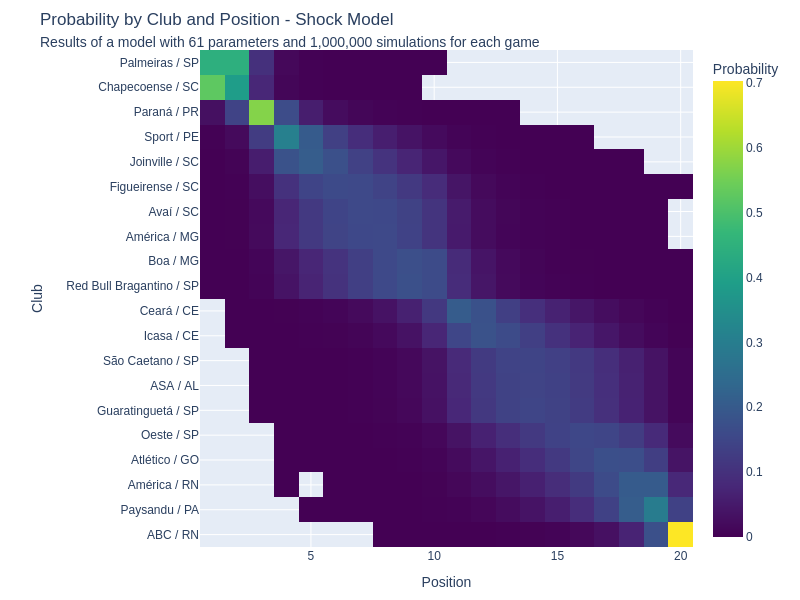 Probability by Club and Position - Shock Model
Results of a model with 61 parameters and 1,000,000 simulations for each game
Palmeiras / SP
Chapecoense / SC
Paraná / PR
Sport / PE
Joinville / SC
Figueirense / SC
Avaí / SC
América / MG
Boa / MG
Red Bull Bragantino / SP
Ceará / CE
Icasa / CE
São Caetano / SP
ASA / AL
Guaratinguetá / SP
Oeste / SP
Atlético / GO
América / RN
Paysandu / PA
ABC / RN
Club
5
10
15
20
Position
Probability
0.7
0.6
0.5
0.4
0.3
0.2
0.1
0